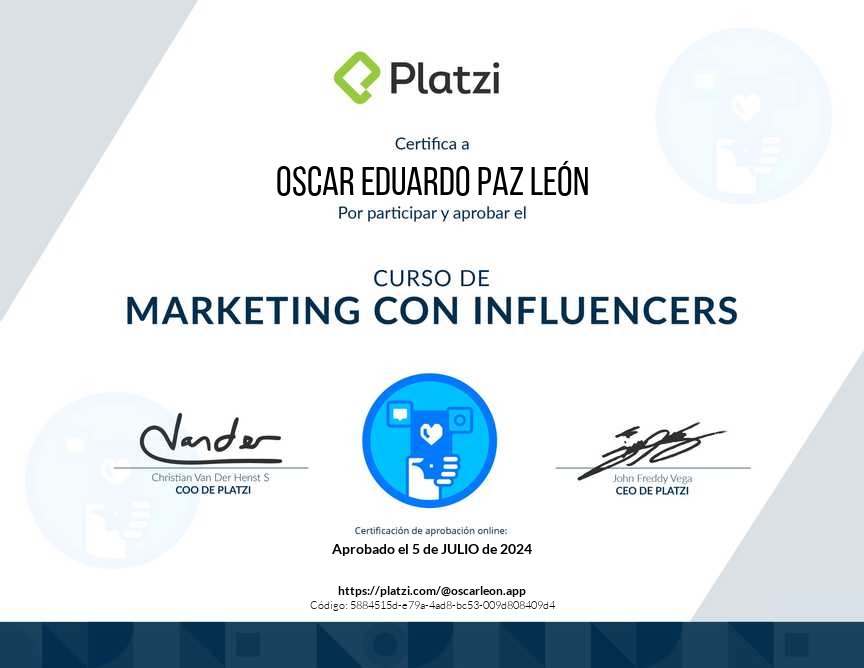 Platzi
Certifica a
OSCAR EDUARDO PAZ LEÓN
Por participar y aprobar el
CURSO DE
MARKETING CON INFLUENCERS
Christian Van Der Henst S
COO DE PLATZI
John Freddy Vega
CEO DE PLATZI
Certificación de aprobación online:
Aprobado el 5 de JULIO de 2024
https://platzi.com/@oscarleon.app
Código: 5884515d-e79a-4ad8-bc53-009d808409d4